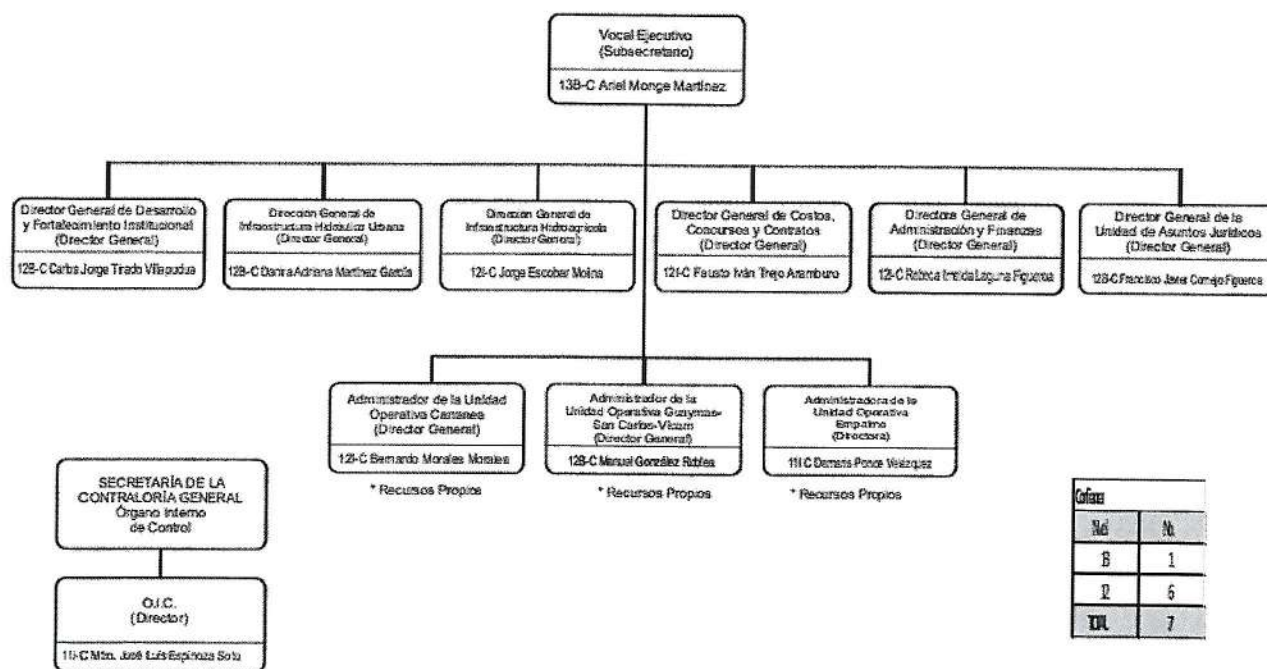 Vocal Ejecutivo
(Subsecretario)
13B-C Ariel Monge Martínez
Director General de Desarrollo
y Fortalecimiento Institucional
(Director General)
12B-C Carlos Jorge Tirado Villapudua
Dirección General de
Infraestructura Hidráulica Urbana
(Director General)
12B-C Danira Adriana Martínez García
Dirección General de
Infraestructura Hidroagrícola
(Director General)
12I-C Jorge Escobar Molina
Director General de Costos,
Concursos y Contratos
(Director General)
12I-C Fausto Iván Trejo Aramburo
Directora General de
Administración y Finanzas
(Director General)
12I-C Rebeca Imelda Laguna Figueroa
Director General de la
Unidad de Asuntos Jurídicos
(Director General)
12B-C Francisco Javier Cornejo Figueroa
Administrador de la Unidad
Operativa Cananea
(Director General)
12I-C Bernardo Morales Morales
* Recursos Propios
Administrador de la
Unidad Operativa Guaymas-
San Carlos-Vícam
(Director General)
12B-C Manuel González Robles
* Recursos Propios
Administradora de la
Unidad Operativa
Empalme
(Directora)
11I C Damaris Ponce Velázquez
* Recursos Propios
SECRETARÍA DE LA
CONTRALORÍA GENERAL
Órgano Interno
de Control
O.I.C.
(Director)
11I-C Mtro. José Luis Espinoza Soto
Confianza
Nivel No.
13 1
12 6
TOTAL 7